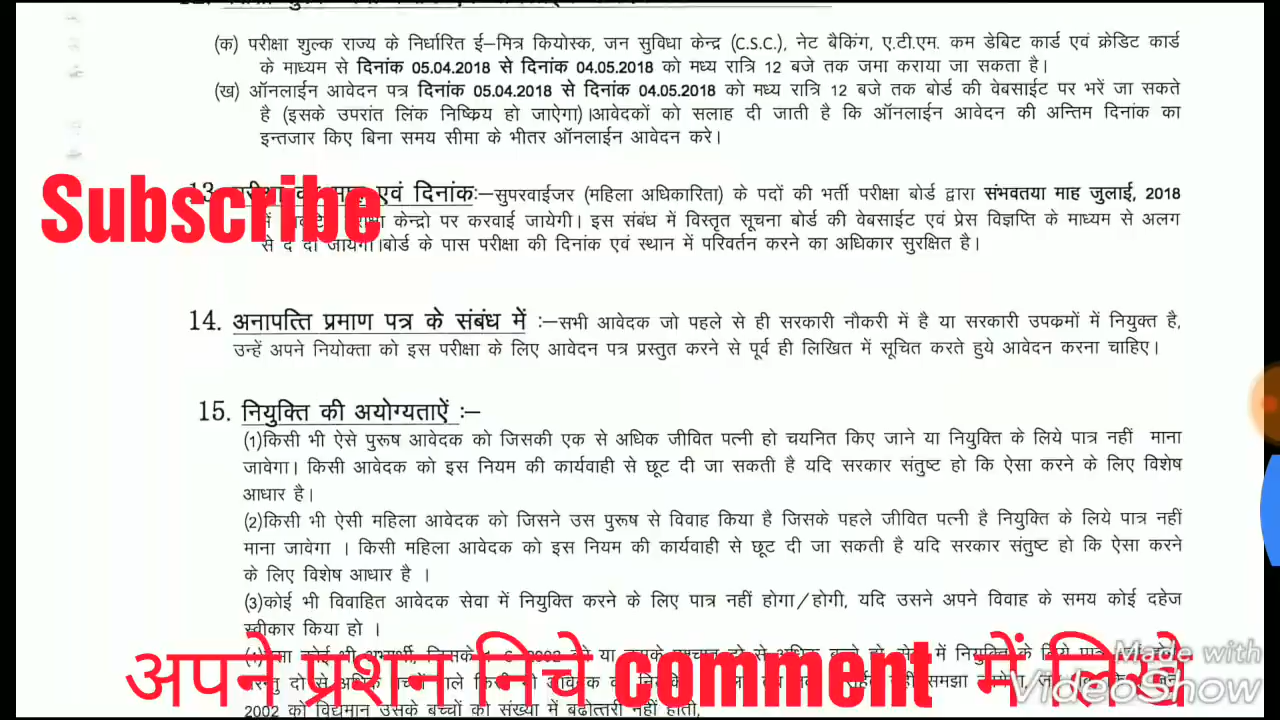 (क) परीक्षा शुल्क राज्य के निर्धारित ई–मित्र कियोस्क, जन सुविधा केन्द्र (C.S.C.), नेट बैकिंग, ए.टी.एम. कम डेबिट कार्ड एवं क्रेडिट कार्ड
के माध्यम से दिनांक 05.04.2018 से दिनांक 04.05.2018 को मध्य रात्रि 12 बजे तक जमा कराया जा सकता है।
(ख) ऑनलाईन आवेदन पत्र दिनांक 05.04.2018 से दिनांक 04.05.2018 को मध्य रात्रि 12 बजे तक बोर्ड की वेबसाईट पर भरें जा सकते
है (इसके उपरांत लिंक निष्क्रिय हो जाऐगा)।आवेदकों को सलाह दी जाती है कि ऑनलाईन आवेदन की अन्तिम दिनांक का
इन्तजार किए बिना समय सीमा के भीतर ऑनलाईन आवेदन करे।
Subscribe
13. एवं दिनांकः–सुपरवाईजर (महिला अधिकारिता) के पदों की भर्ती परीक्षा बोर्ड द्वारा संभवतया माह जुलाई, 2018
केन्द्रो पर करवाई जायेगी। इस संबंध में विस्तृत सूचना बोर्ड की वेबसाईट एवं प्रेस विज्ञप्ति के माध्यम से अलग
से जायेगी।बोर्ड के पास परीक्षा की दिनांक एवं स्थान में परिवर्तन करने का अधिकार सुरक्षित है।
14. अनापत्ति प्रमाण पत्र के संबंध में :–सभी आवेदक जो पहले से ही सरकारी नौकरी में है या सरकारी उपक्रमों में नियुक्त है,
उन्हें अपने नियोक्ता को इस परीक्षा के लिए आवेदन पत्र प्रस्तुत करने से पूर्व ही लिखित में सूचित करते हुये आवेदन करना चाहिए।
15. नियुक्ति की अयोग्यताऐं :–
(1)किसी भी ऐसे पुरूष आवेदक को जिसकी एक से अधिक जीवित पत्नी हो चयनित किए जाने या नियुक्ति के लिये पात्र नहीं माना
जावेगा। किसी आवेदक को इस नियम की कार्यवाही से छूट दी जा सकती है यदि सरकार संतुष्ट हो कि ऐसा करने के लिए विशेष
आधार है।
(2)किसी भी ऐसी महिला आवेदक को जिसने उस पुरूष से विवाह किया है जिसके पहले जीवित पत्नी है नियुक्ति के लिये पात्र नहीं
माना जावेगा । किसी महिला आवेदक को इस नियम की कार्यवाही से छूट दी जा सकती है यदि सरकार संतुष्ट हो कि ऐसा करने
के लिए विशेष आधार है ।
(3)कोई भी विवाहित आवेदक सेवा में नियुक्ति करने के लिए पात्र नहीं होगा/होगी, यदि उसने अपने विवाह के समय कोई दहेज
स्वीकार किया हो ।
अपने प्रशन निचे comment में लिखे
Made with
VideoShow
2002 को विद्यमान उसके बच्चों की संख्या में बढोत्तरी नहीं होती,